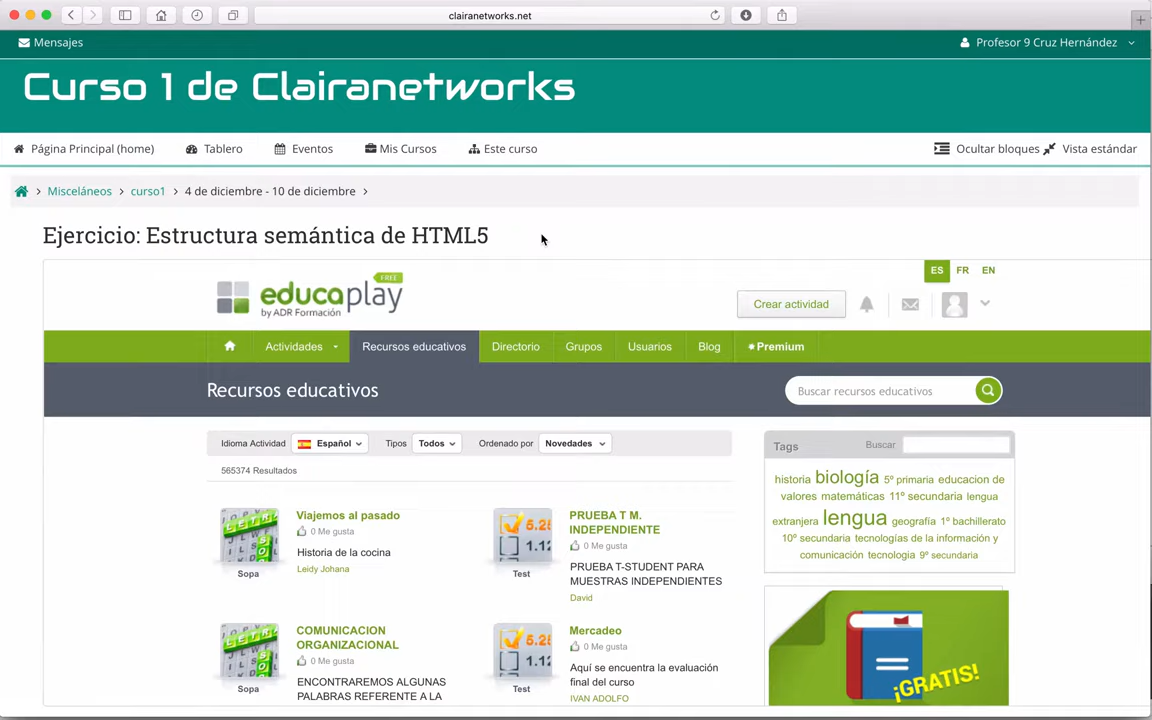 clairanetworks.net
Mensajes
Profesor 9 Cruz Hernández
Curso 1 de Clairanetworks
Página Principal (home) Tablero Eventos Mis Cursos Este curso Ocultar bloques Vista estándar
Misceláneos > curso1 > 4 de diciembre - 10 de diciembre >
Ejercicio: Estructura semántica de HTML5
ES FR EN
FREE
educaplay
by ADR Formación
Crear actividad
Actividades Recursos educativos Directorio Grupos Usuarios Blog Premium
Recursos educativos
Buscar recursos educativos
Idioma Actividad Español Tipos Todos Ordenado por Novedades
565374 Resultados
Viajemos al pasado
0 Me gusta
Historia de la cocina
Leidy Johana
Sopa
PRUEBA T M.
INDEPENDIENTE
0 Me gusta
PRUEBA T-STUDENT PARA
MUESTRAS INDEPENDIENTES
David
Test
COMUNICACION
ORGANIZACIONAL
0 Me gusta
ENCONTRAREMOS ALGUNAS
PALABRAS REFERENTE A LA
Sopa
Mercadeo
0 Me gusta
Aquí se encuentra la evaluación
final del curso
IVAN ADOLFO
Test
Tags Buscar
historia biología 5º primaria educacion de
valores matemáticas 11º secundaria lengua
extranjera lengua geografía 1º bachillerato
10º secundaria tecnologías de la información y
comunicación tecnologia 9º secundaria
¡GRATIS!